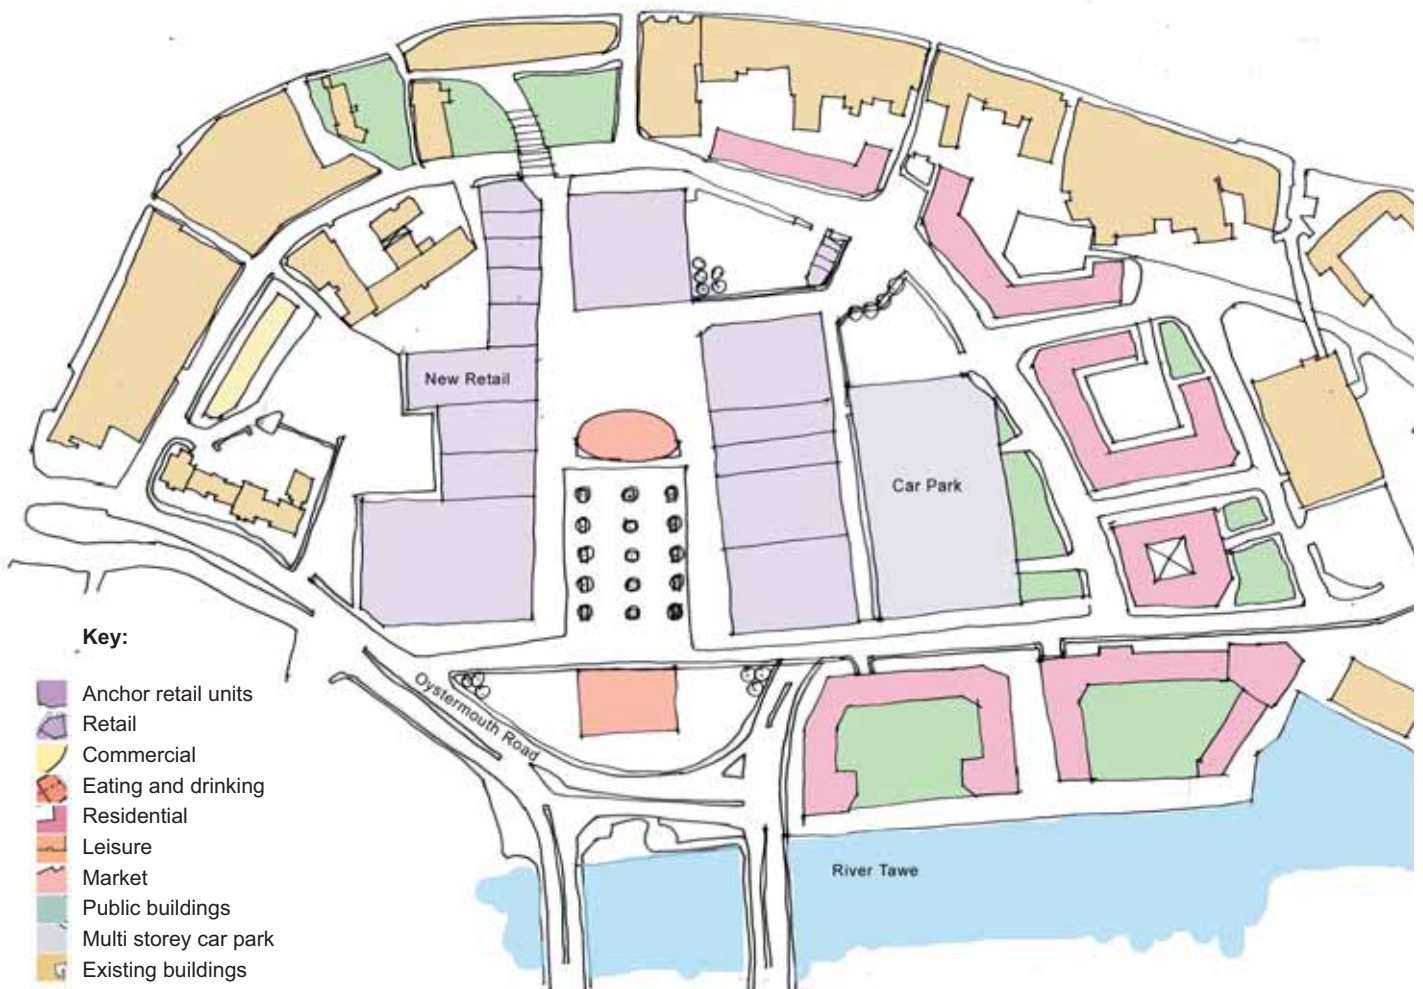 New Retail
Car Park
Key:
Anchor retail units
Retail
Commercial
Eating and drinking
Residential
Leisure
Market
Public buildings
Multi storey car park
Existing buildings
Oystermouth Road
River Tawe